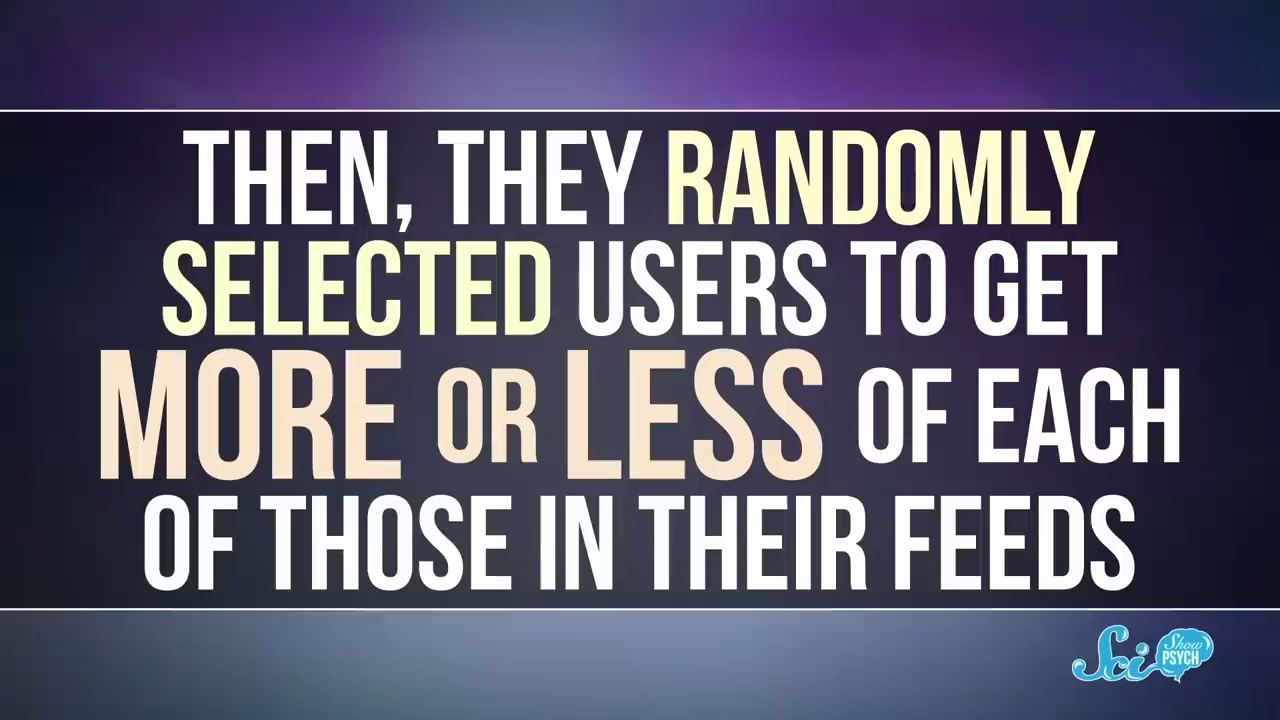 THEN, THEY RANDOMLY
SELECTED USERS TO GET
MORE OR LESS OF EACH
OF THOSE IN THEIR FEEDS
Sci Show
PSYCH